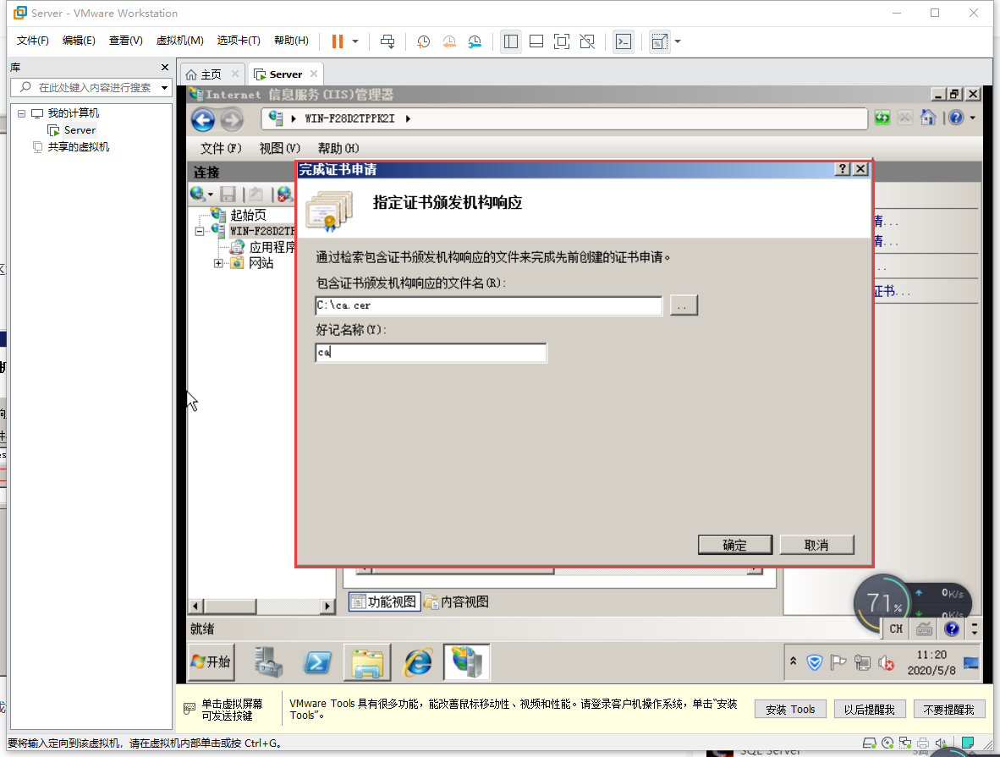 Server - VMware Workstation
文件(F) 编辑(E) 查看(V) 虚拟机(M) 选项卡(T) 帮助(H)
库
在此处键入内容进行搜索
我的计算机
Server
共享的虚拟机
主页
Server
Internet 信息服务(IIS)管理器
WIN-F28D2TPPK2I
文件(F) 视图(V) 帮助(H)
连接
起始页
WIN-F28D2TP
应用程序
网站
完成证书申请
指定证书颁发机构响应
通过检索包含证书颁发机构响应的文件来完成先前创建的证书申请。
包含证书颁发机构响应的文件名(R):
C:\ca.cer
..
好记名称(Y):
ca
确定
取消
请...
请...
...
证书...
功能视图
内容视图
就绪
71%
0K/s
0K/s
CH
开始
11:20
2020/5/8
单击虚拟屏幕
可发送按键
VMware Tools 具有很多功能，能改善鼠标移动性、视频和性能。请登录客户机操作系统，单击“安装
Tools”。
安装 Tools
以后提醒我
不要提醒我
要将输入定向到该虚拟机，请在虚拟机内部单击或按 Ctrl+G。
SQL Server